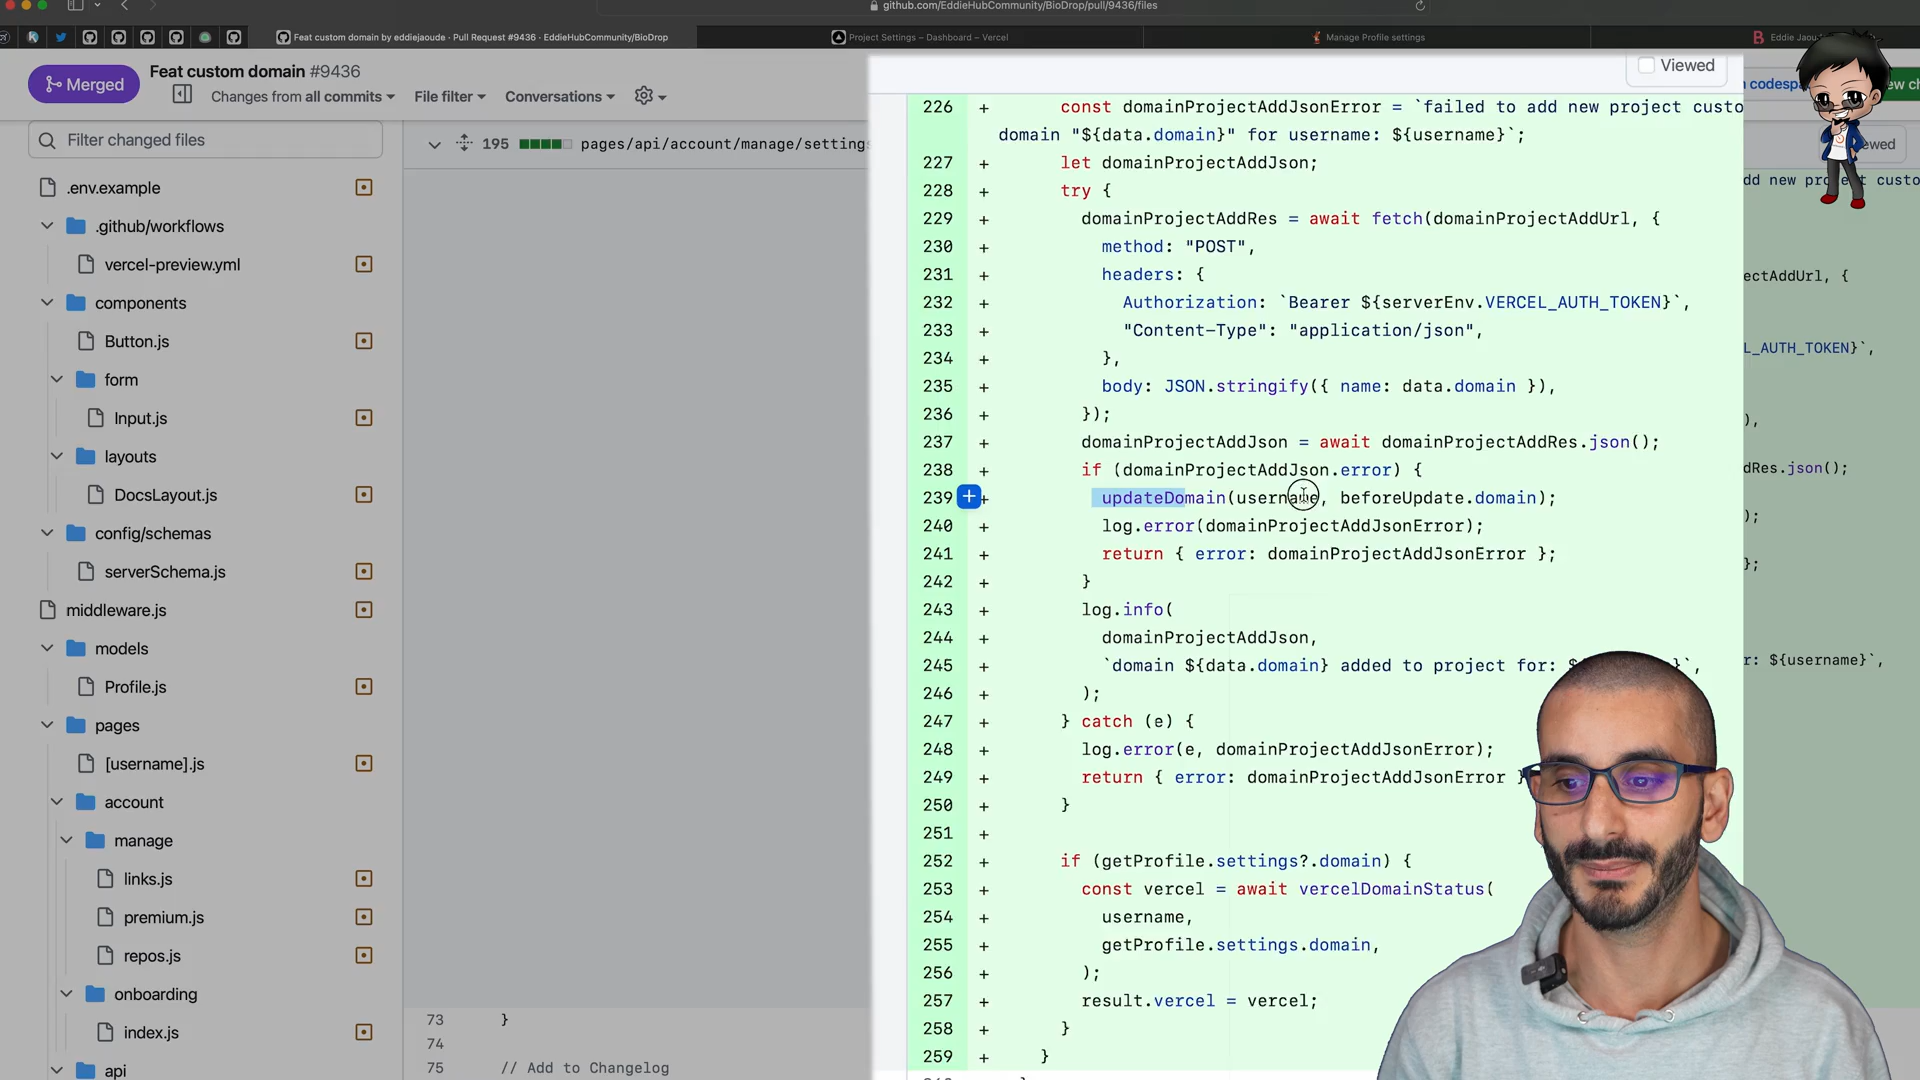 github.com/EddieHubCommunity/BioDrop/pull/9436/files
Feat custom domain by eddiejaoude · Pull Request #9436 · EddieHubCommunity/BioDrop
Project Settings – Dashboard – Vercel
Manage Profile settings
Merged
Feat custom domain #9436
Changes from all commits
File filter
Conversations
Viewed
Filter changed files
195 pages/api/account/manage/settings
.env.example
.github/workflows
vercel-preview.yml
components
Button.js
form
Input.js
layouts
DocsLayout.js
config/schemas
serverSchema.js
middleware.js
models
Profile.js
pages
[username].js
account
manage
links.js
premium.js
repos.js
onboarding
index.js
api
73 }
74
75 // Add to Changelog
226 + const domainProjectAddJsonError = `failed to add new project custo
domain "${data.domain}" for username: ${username}`;
227 + let domainProjectAddJson;
228 + try {
229 + domainProjectAddRes = await fetch(domainProjectAddUrl, {
230 + method: "POST",
231 + headers: {
232 + Authorization: `Bearer ${serverEnv.VERCEL_AUTH_TOKEN}`,
233 + "Content-Type": "application/json",
234 + },
235 + body: JSON.stringify({ name: data.domain }),
236 + });
237 + domainProjectAddJson = await domainProjectAddRes.json();
238 + if (domainProjectAddJson.error) {
239 + updateDomain(username, beforeUpdate.domain);
240 + log.error(domainProjectAddJsonError);
241 + return { error: domainProjectAddJsonError };
242 + }
243 + log.info(
244 + domainProjectAddJson,
245 + `domain ${data.domain} added to project for: $
246 + );
247 + } catch (e) {
248 + log.error(e, domainProjectAddJsonError);
249 + return { error: domainProjectAddJsonError }
250 + }
251 +
252 + if (getProfile.settings?.domain) {
253 + const vercel = await vercelDomainStatus(
254 + username,
255 + getProfile.settings.domain,
256 + );
257 + result.vercel = vercel;
258 + }
259 + }